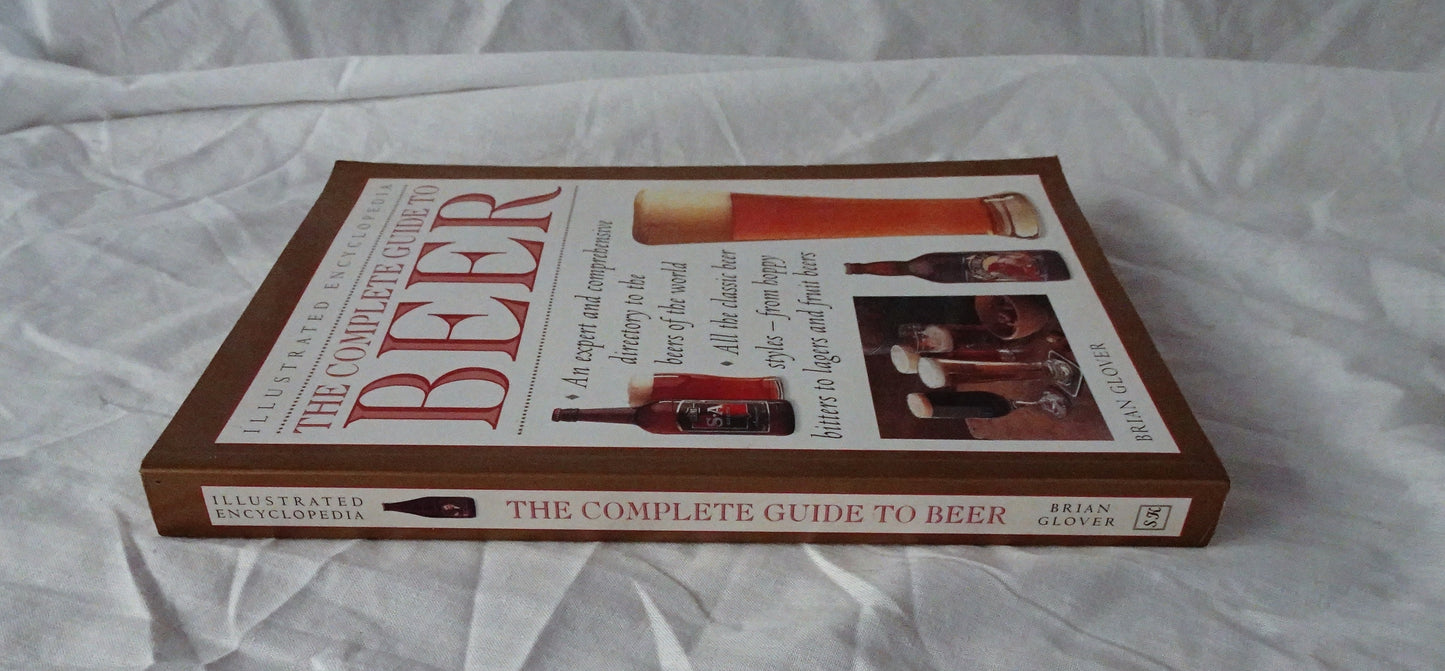 ILLUSTRATED ENCYCLOPEDIA
THE COMPLETE GUIDE TO
BEER
♦ An expert and comprehensive
directory to the
beers of the world
♦ All the classic beer
styles – from hoppy
bitters to lagers and fruit beers
S.A
BRIAN GLOVER
ILLUSTRATED
ENCYCLOPEDIA
THE COMPLETE GUIDE TO BEER
BRIAN
GLOVER
SK